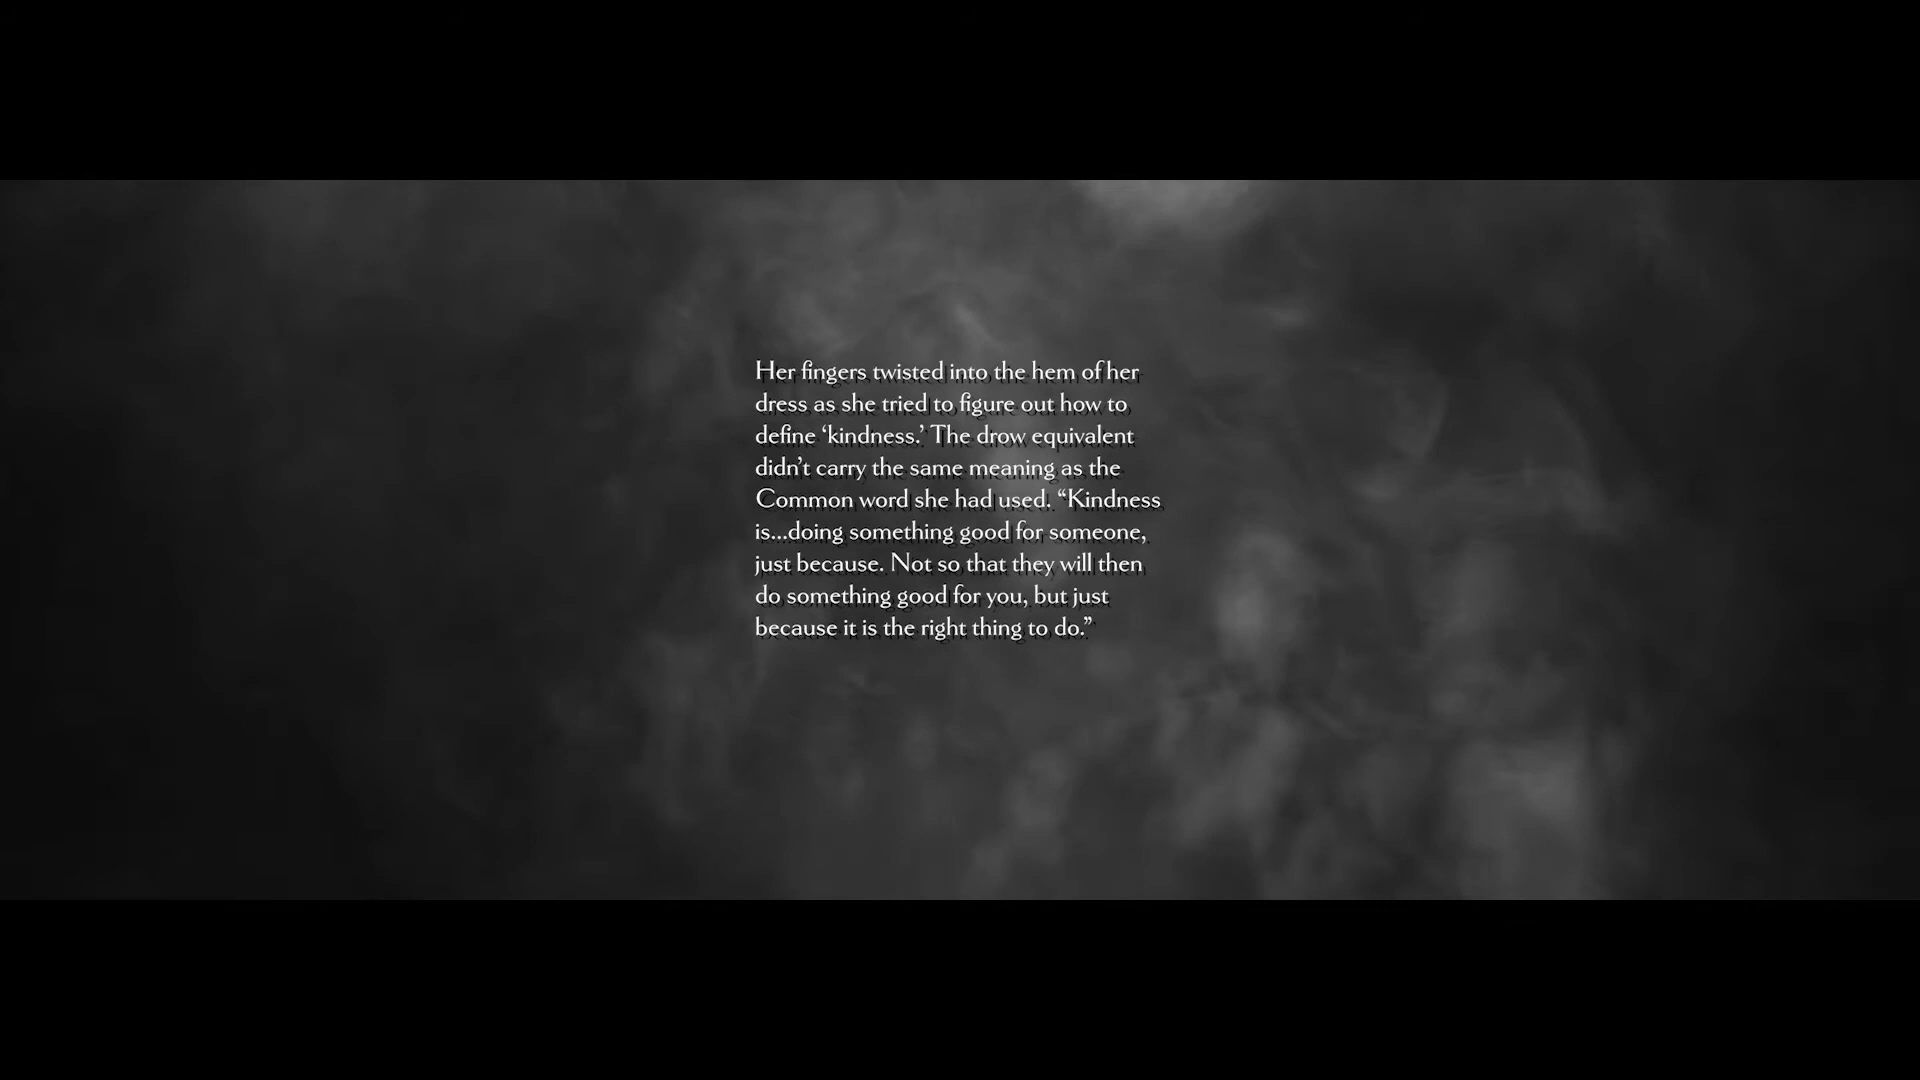 Her fingers twisted into the hem of her
dress as she tried to figure out how to
define ‘kindness.’ The drow equivalent
didn’t carry the same meaning as the
Common word she had used. “Kindness
is...doing something good for someone,
just because. Not so that they will then
do something good for you, but just
because it is the right thing to do.”